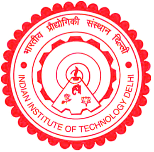 भारतीय प्रौद्योगिकी संस्थान दिल्ली
INDIAN INSTITUTE OF TECHNOLOGY DELHI